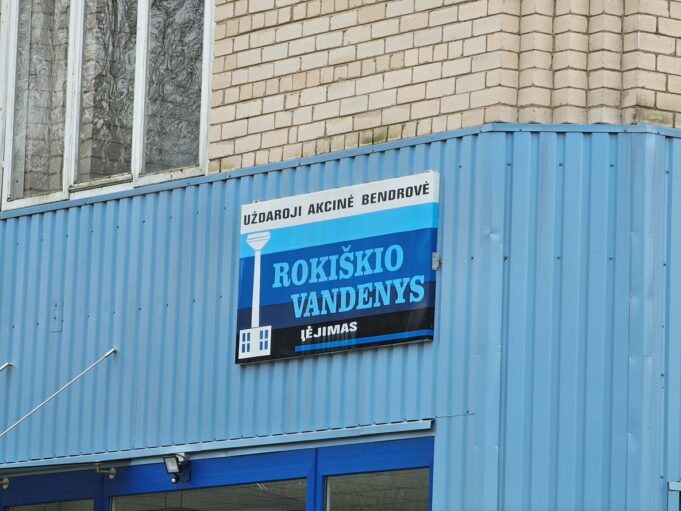 UŽDAROJI AKCINĖ BENDROVĖ
ROKIŠKIO
VANDENYS
ĮĖJIMAS